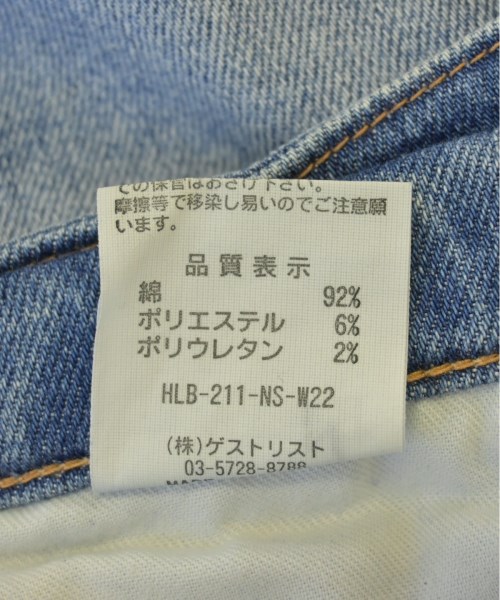 での保管はおさけ下さい。
摩擦等で移染し易いのでご注意願
います。
品質表示
綿 92%
ポリエステル 6%
ポリウレタン 2%
HLB-211-NS-W22
(株)ゲストリスト
03-5728-8788